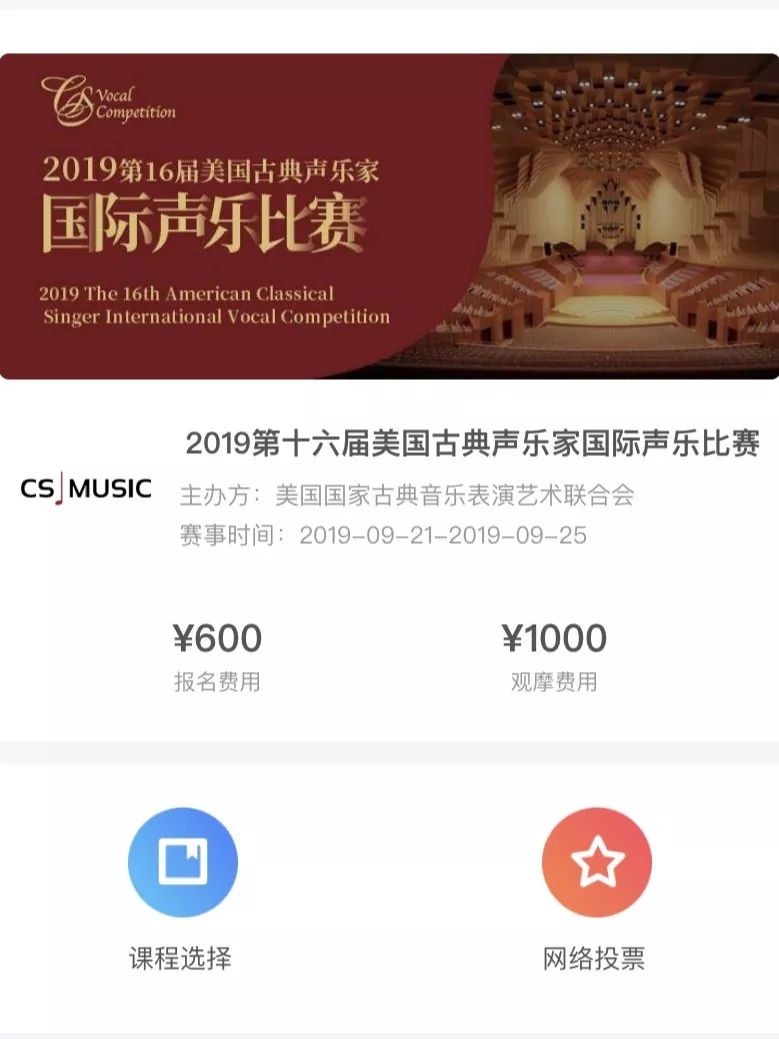 CS Vocal
Competition
2019第16届美国古典声乐家
国际声乐比赛
2019 The 16th American Classical
Singer International Vocal Competition
2019第十六届美国古典声乐家国际声乐比赛
CS MUSIC
主办方：美国国家古典音乐表演艺术联合会
赛事时间：2019-09-21-2019-09-25
¥600
¥1000
报名费用
观摩费用
课程选择
网络投票